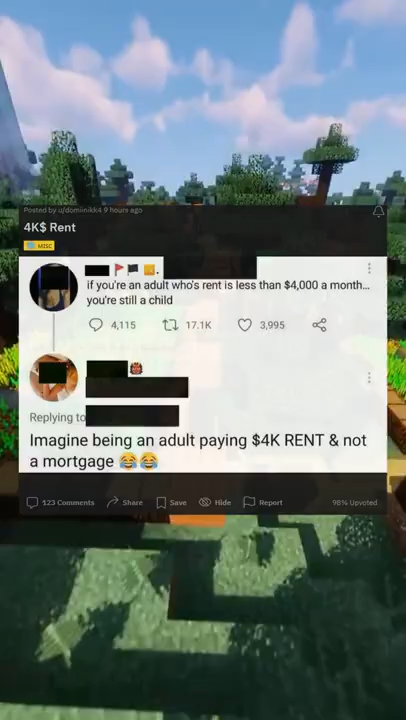 Posted by u/dominikk4 9 hours ago
4K$ Rent
MISC
if you're an adult who's rent is less than $4,000 a month...
you're still a child
4,115 17.1K 3,995
Replying to
Imagine being an adult paying $4K RENT & not
a mortgage 😂😂
123 Comments Share Save Hide Report 98% Upvoted